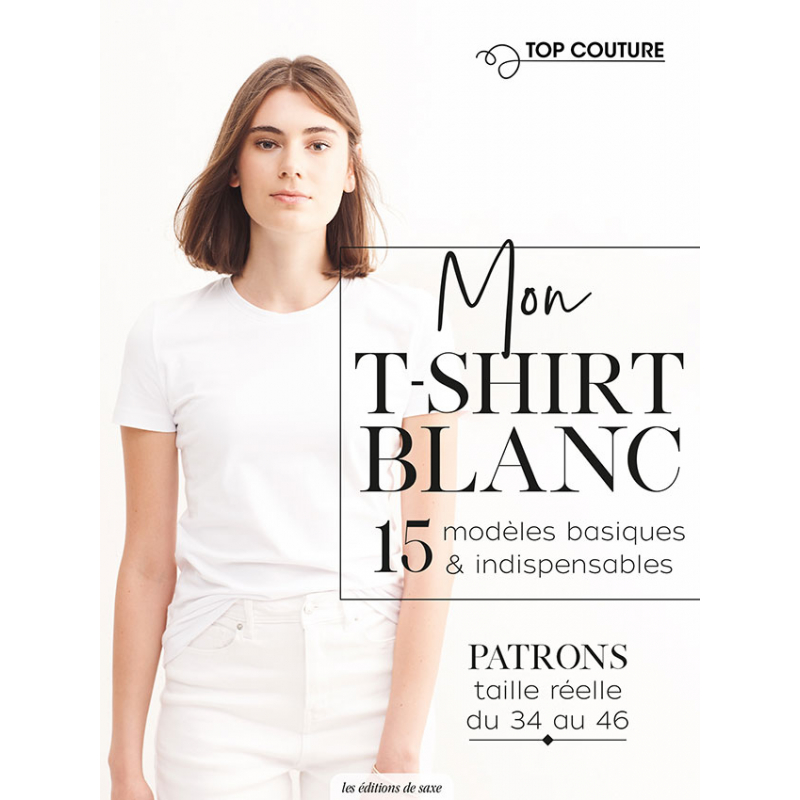 TOP COUTURE
Mon
T-SHIRT
BLANC
15 modèles basiques
& indispensables
PATRONS
taille réelle
du 34 au 46
les éditions de saxe